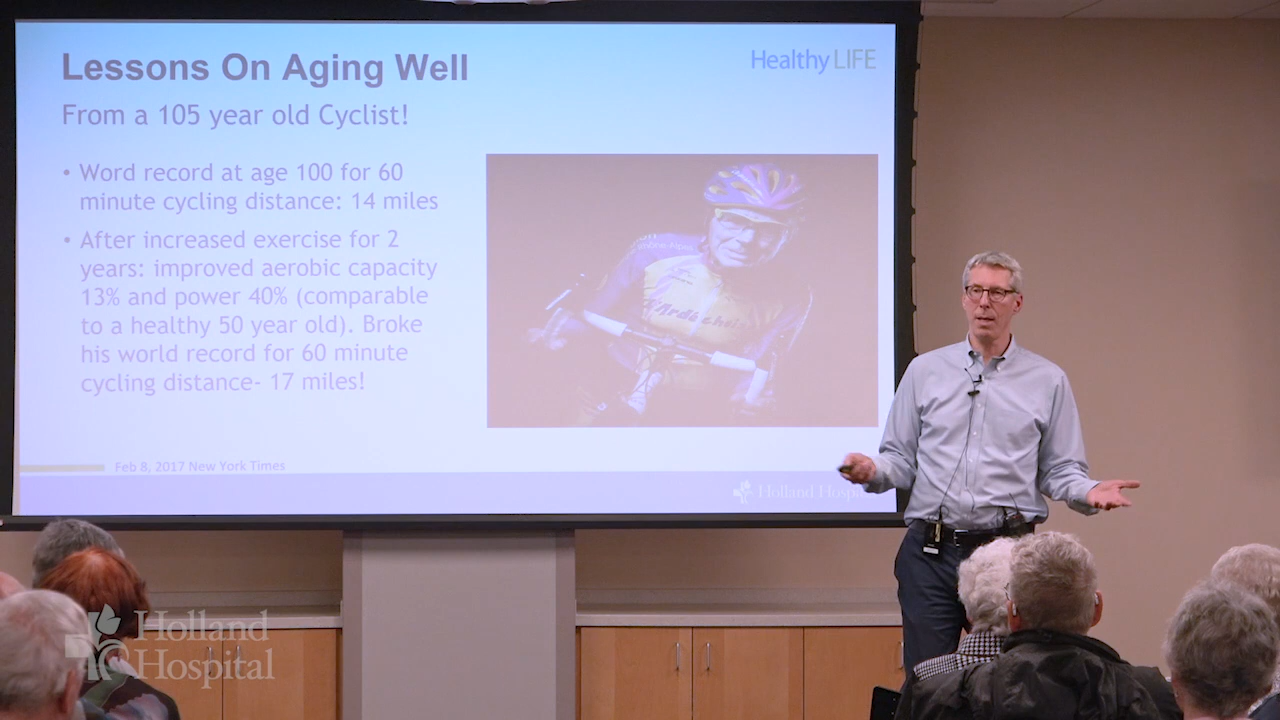 Lessons On Aging Well
Healthy LIFE
From a 105 year old Cyclist!
• Word record at age 100 for 60
minute cycling distance: 14 miles
• After increased exercise for 2
years: improved aerobic capacity
13% and power 40% (comparable
to a healthy 50 year old). Broke
his world record for 60 minute
cycling distance- 17 miles!
Feb 8, 2017 New York Times
Holland
Holland
Hospital